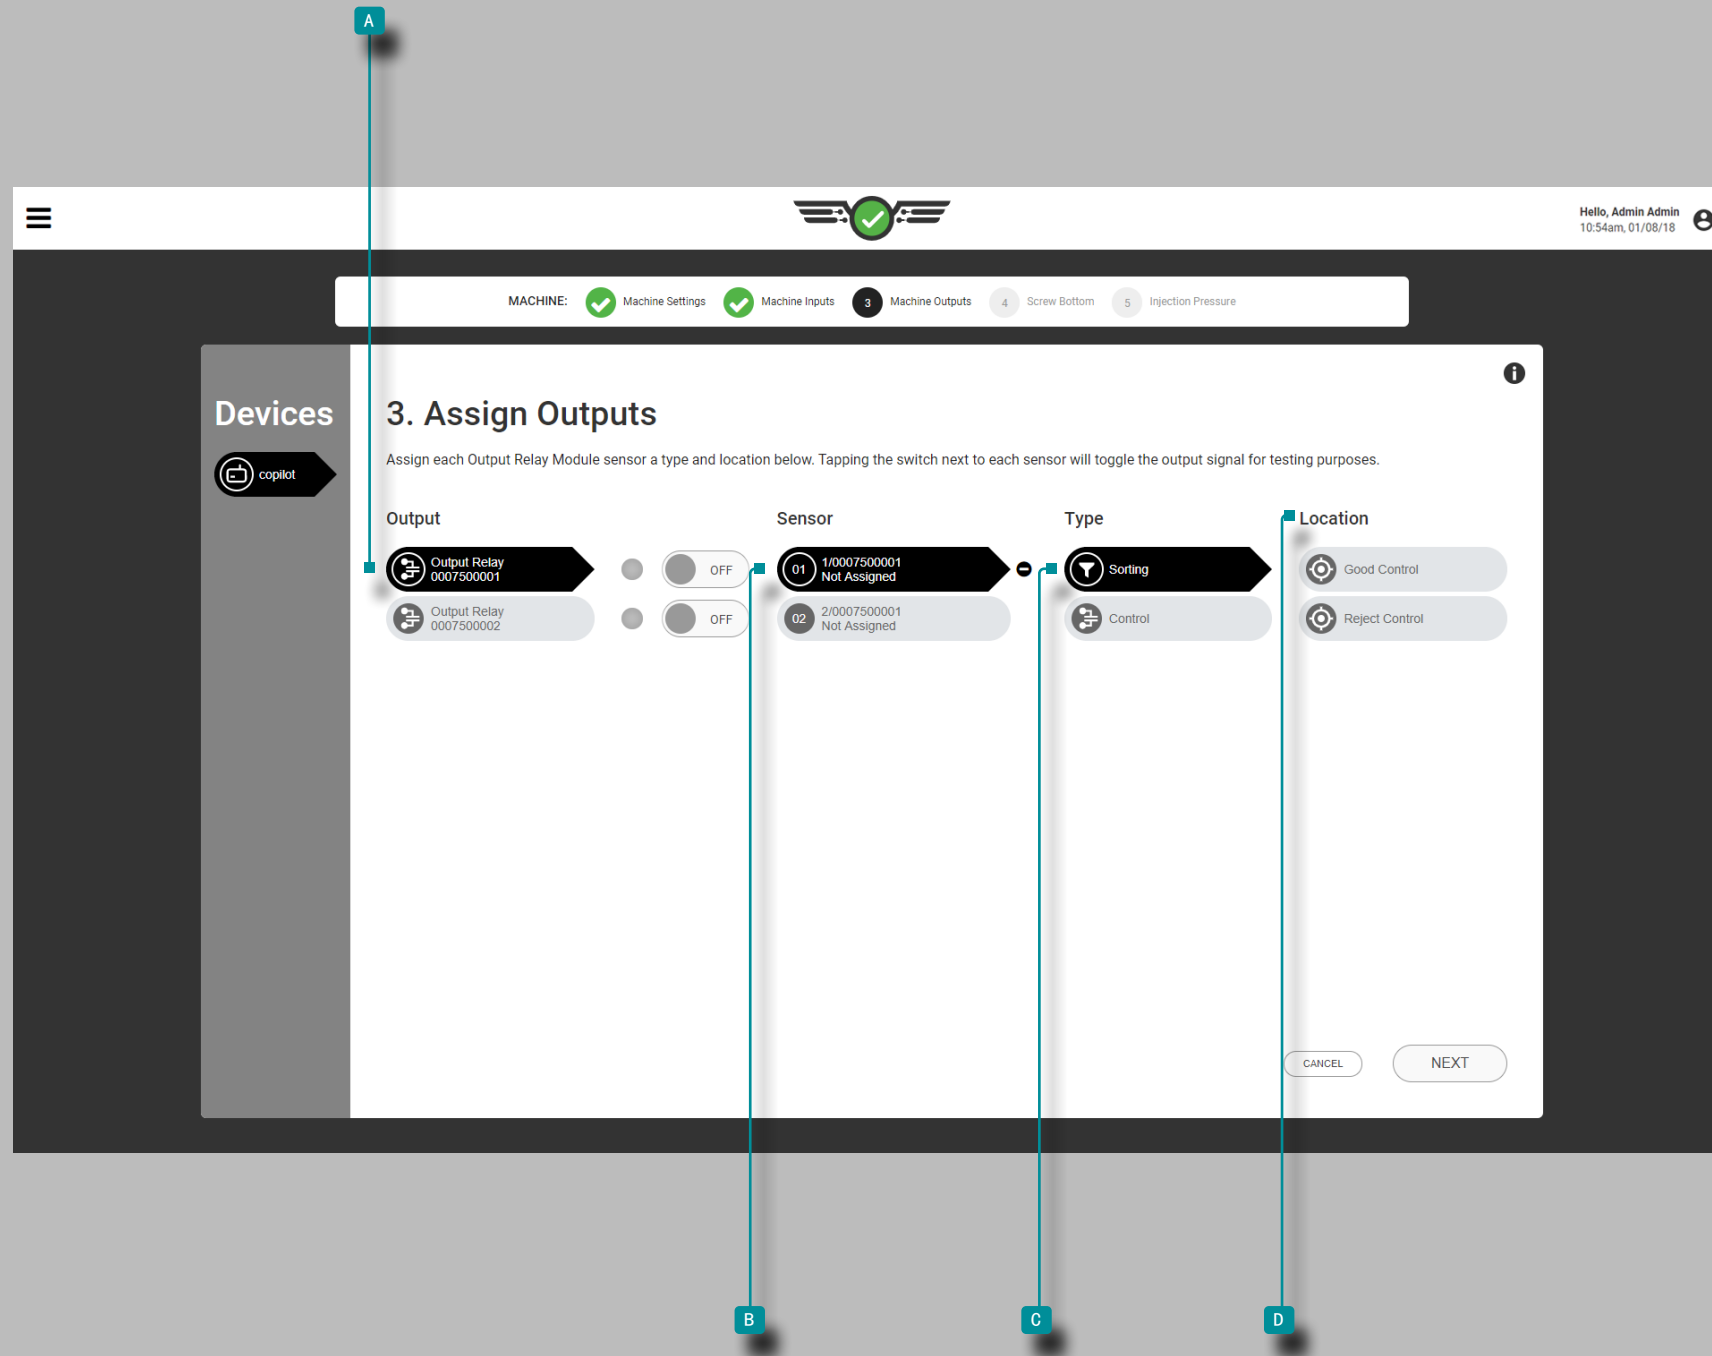 A
Hello, Admin Admin
10:54am, 01/08/18
MACHINE: Machine Settings Machine Inputs 3 Machine Outputs 4 Screw Bottom 5 Injection Pressure
Devices
copilot
3. Assign Outputs
Assign each Output Relay Module sensor a type and location below. Tapping the switch next to each sensor will toggle the output signal for testing purposes.
Output Sensor Type Location
Output Relay
0007500001
OFF
01 1/0007500001
Not Assigned
Sorting
Good Control
Output Relay
0007500002
OFF
02 2/0007500001
Not Assigned
Control
Reject Control
CANCEL NEXT
B C D